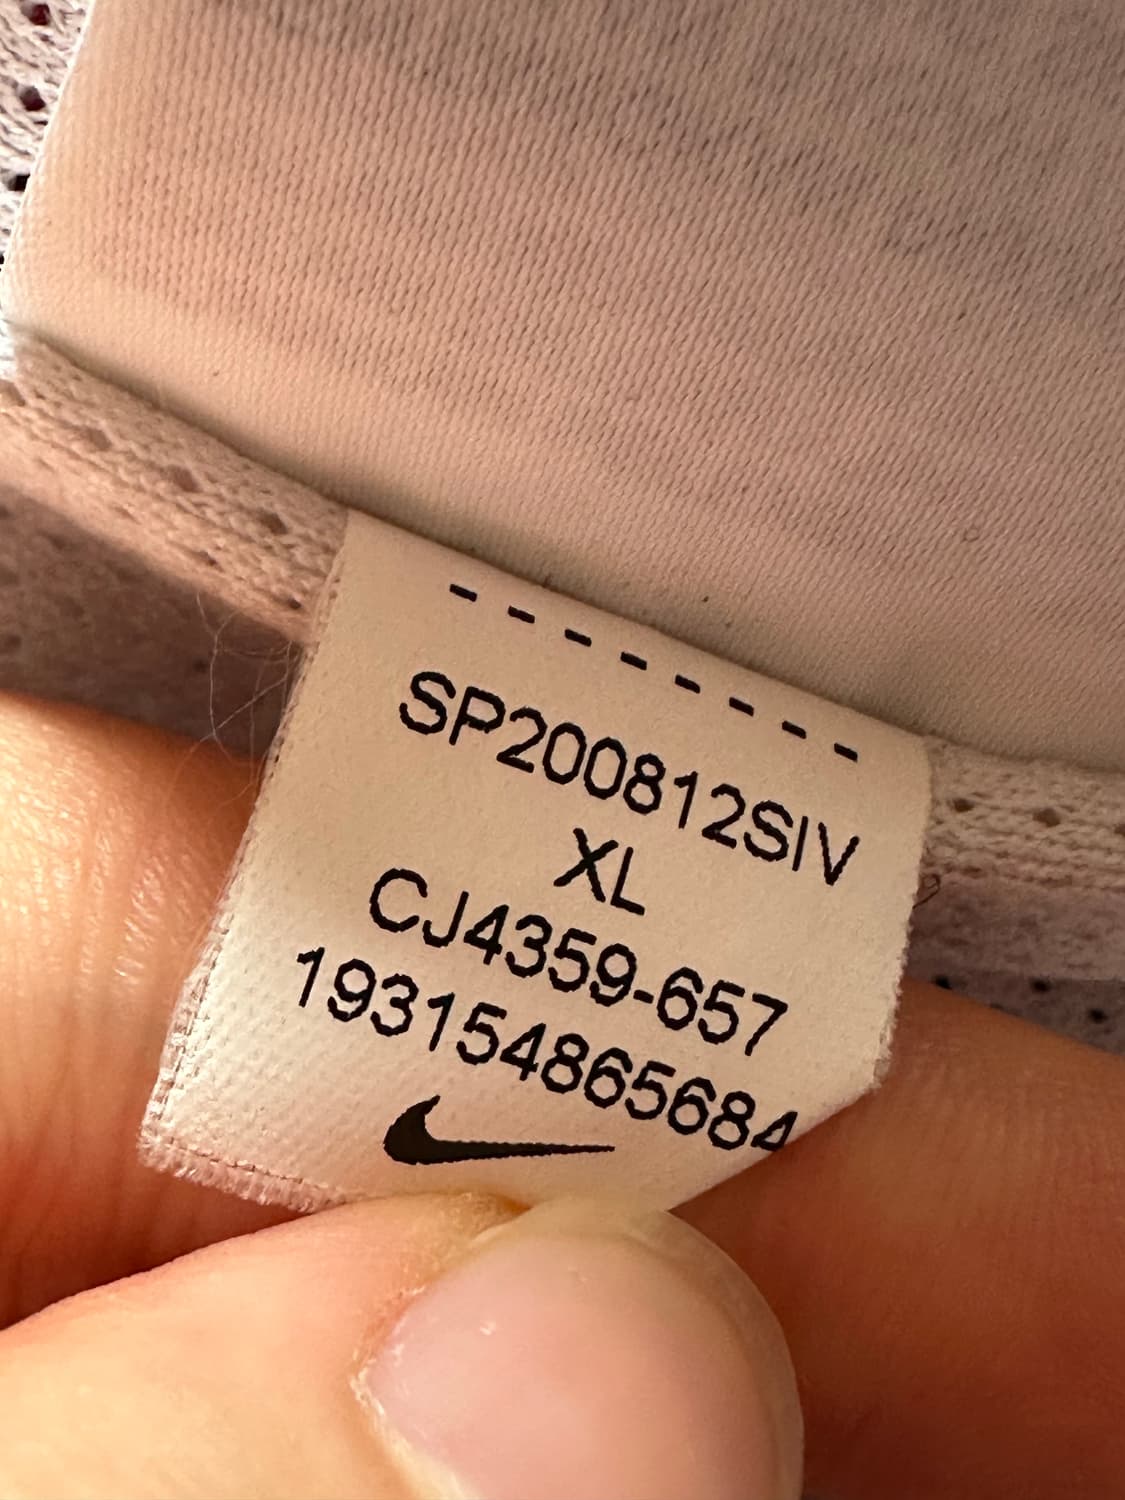 - - - - - - - -
SP200812SIV
XL
CJ4359-657
193154865684